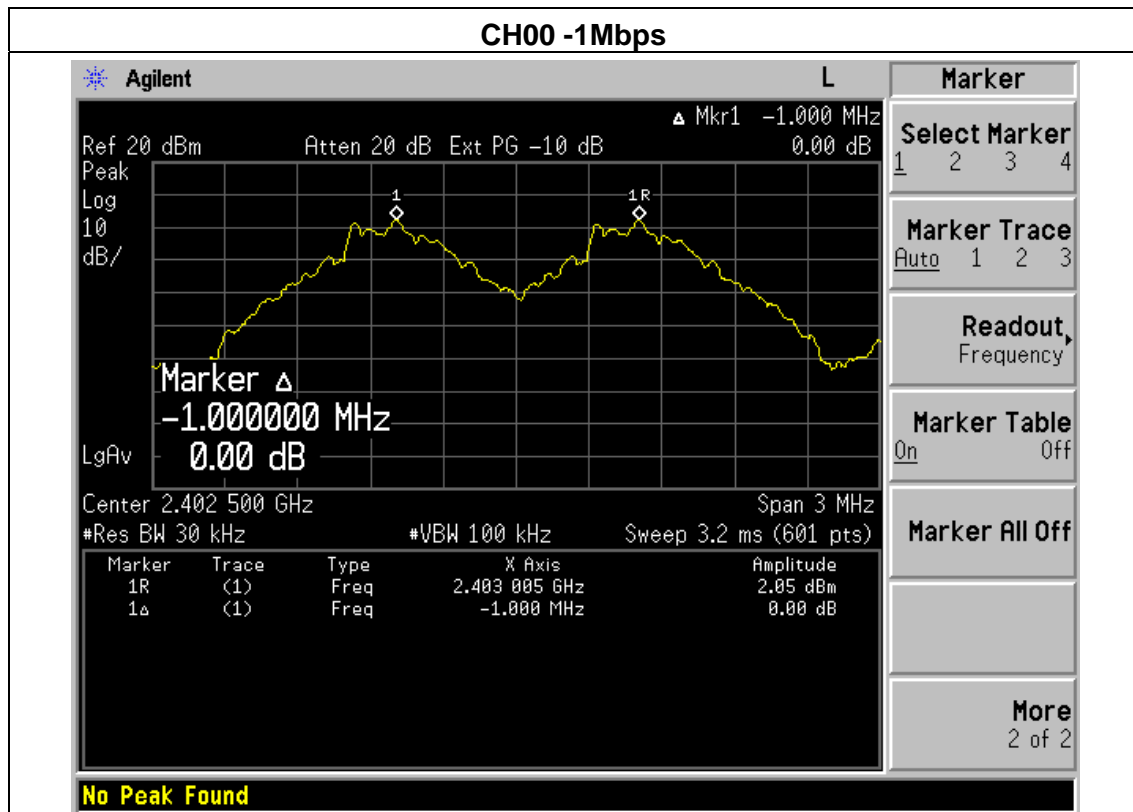 CH00 -1Mbps
Agilent L
Δ Mkr1 -1.000 MHz
Ref 20 dBm Atten 20 dB Ext PG -10 dB 0.00 dB
Peak
Log
10
dB/
1 1R
Marker Δ
-1.000000 MHz
0.00 dB
LgAv
Center 2.402 500 GHz Span 3 MHz
#Res BW 30 kHz #VBW 100 kHz Sweep 3.2 ms (601 pts)
Marker Trace Type X Axis Amplitude
1R (1) Freq 2.403 005 GHz 2.05 dBm
1Δ (1) Freq -1.000 MHz 0.00 dB
No Peak Found
Marker
Select Marker
1 2 3 4
Marker Trace
Auto 1 2 3
Readout
Frequency
Marker Table
On Off
Marker All Off
More
2 of 2